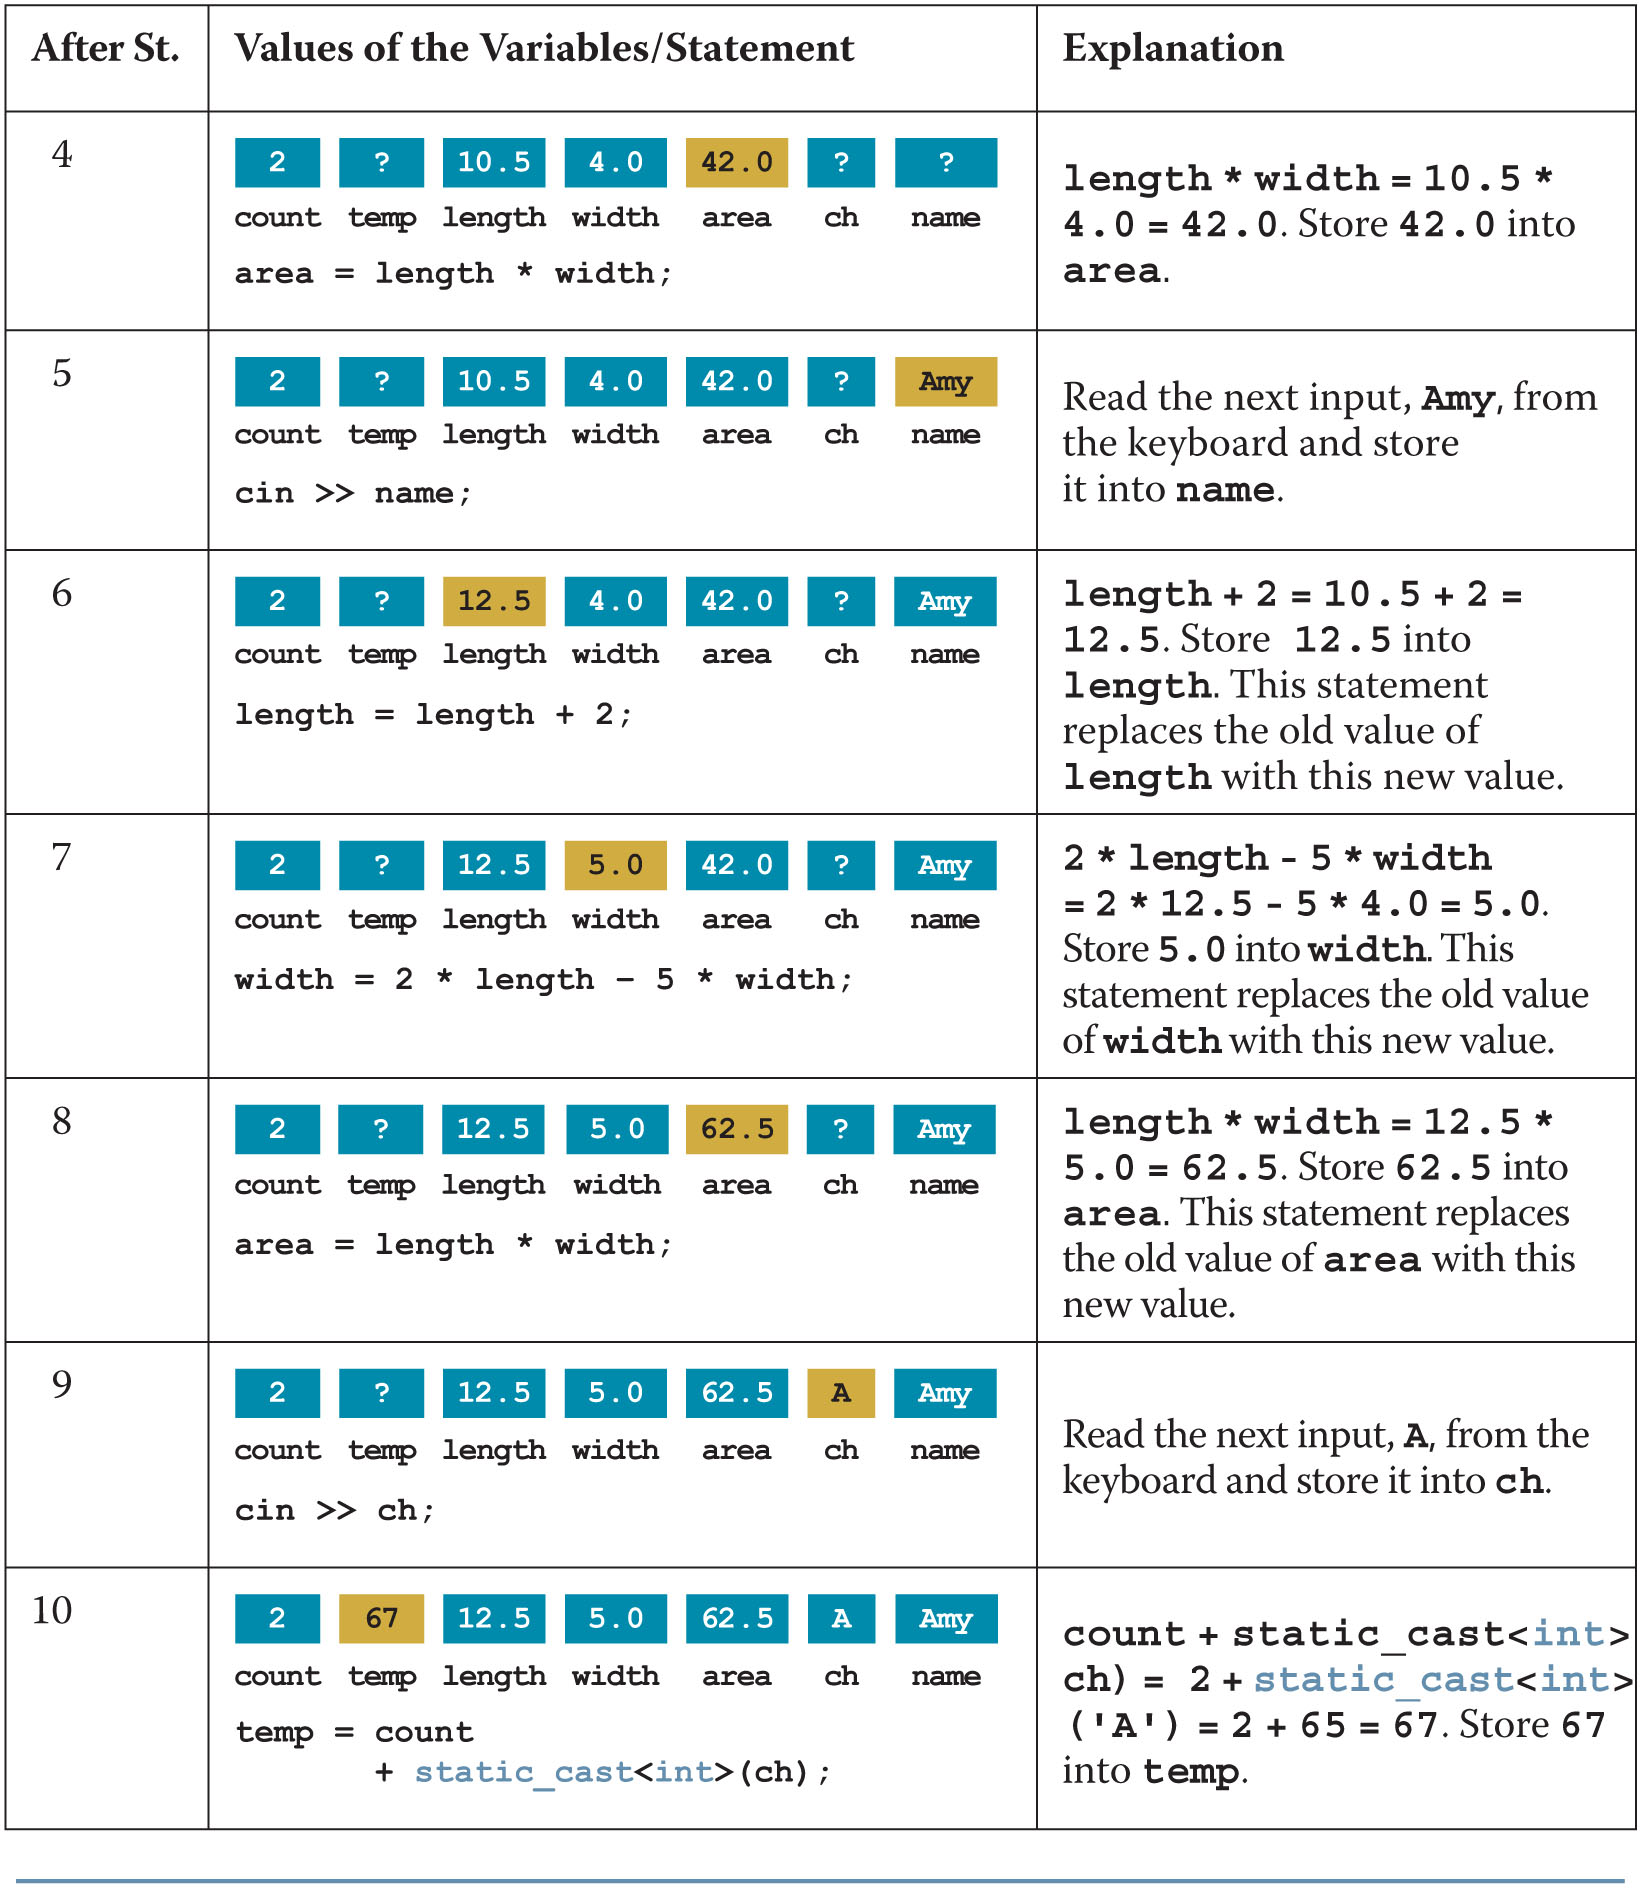 After St. Values of the Variables/Statement Explanation
4
2 ? 10.5 4.0 42.0 ? ?
count temp length width area ch name
area = length * width;
length * width = 10.5 *
4.0 = 42.0. Store 42.0 into
area.
5
2 ? 10.5 4.0 42.0 ? Amy
count temp length width area ch name
cin >> name;
Read the next input, Amy, from
the keyboard and store
it into name.
6
2 ? 12.5 4.0 42.0 ? Amy
count temp length width area ch name
length = length + 2;
length + 2 = 10.5 + 2 =
12.5. Store 12.5 into
length. This statement
replaces the old value of
length with this new value.
7
2 ? 12.5 5.0 42.0 ? Amy
count temp length width area ch name
width = 2 * length - 5 * width;
2 * length - 5 * width
= 2 * 12.5 - 5 * 4.0 = 5.0.
Store 5.0 into width. This
statement replaces the old value
of width with this new value.
8
2 ? 12.5 5.0 62.5 ? Amy
count temp length width area ch name
area = length * width;
length * width = 12.5 *
5.0 = 62.5. Store 62.5 into
area. This statement replaces
the old value of area with this
new value.
9
2 ? 12.5 5.0 62.5 A Amy
count temp length width area ch name
cin >> ch;
Read the next input, A, from the
keyboard and store it into ch.
10
2 67 12.5 5.0 62.5 A Amy
count temp length width area ch name
temp = count
+ static_cast<int>(ch);
count + static_cast<int>
ch) = 2 + static_cast<int>
('A') = 2 + 65 = 67. Store 67
into temp.